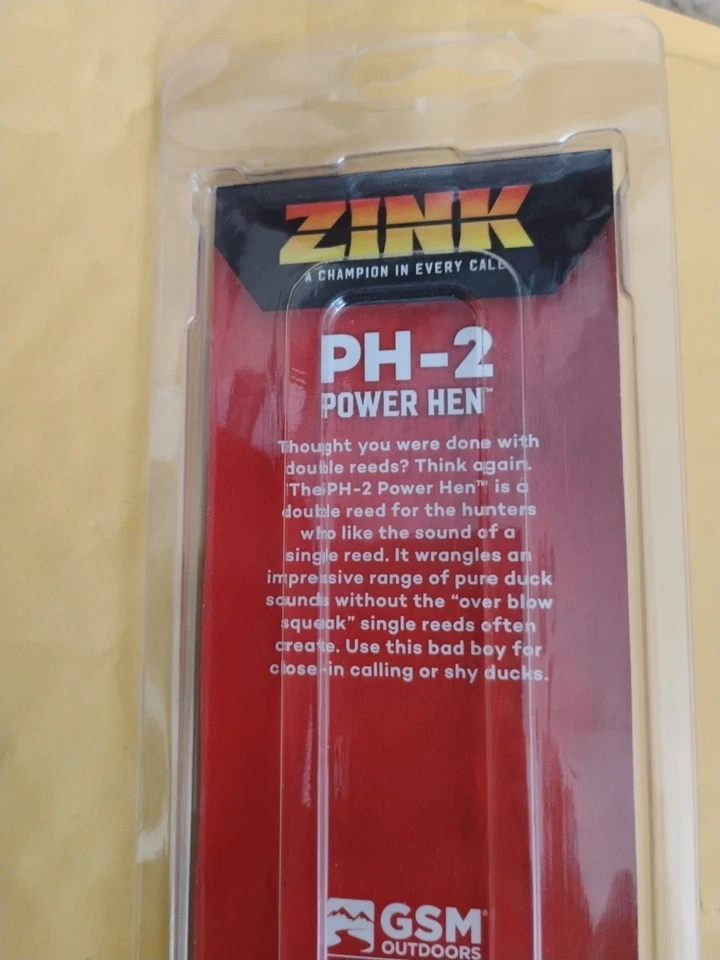 ZINK
A CHAMPION IN EVERY CALL
PH-2
POWER HEN™
Thought you were done with
double reeds? Think again.
The PH-2 Power Hen™ is a
double reed for the hunters
who like the sound of a
single reed. It wrangles an
impressive range of pure duck
sounds without the “over blow
squeak” single reeds often
create. Use this bad boy for
close-in calling or shy ducks.
GSM®
OUTDOORS